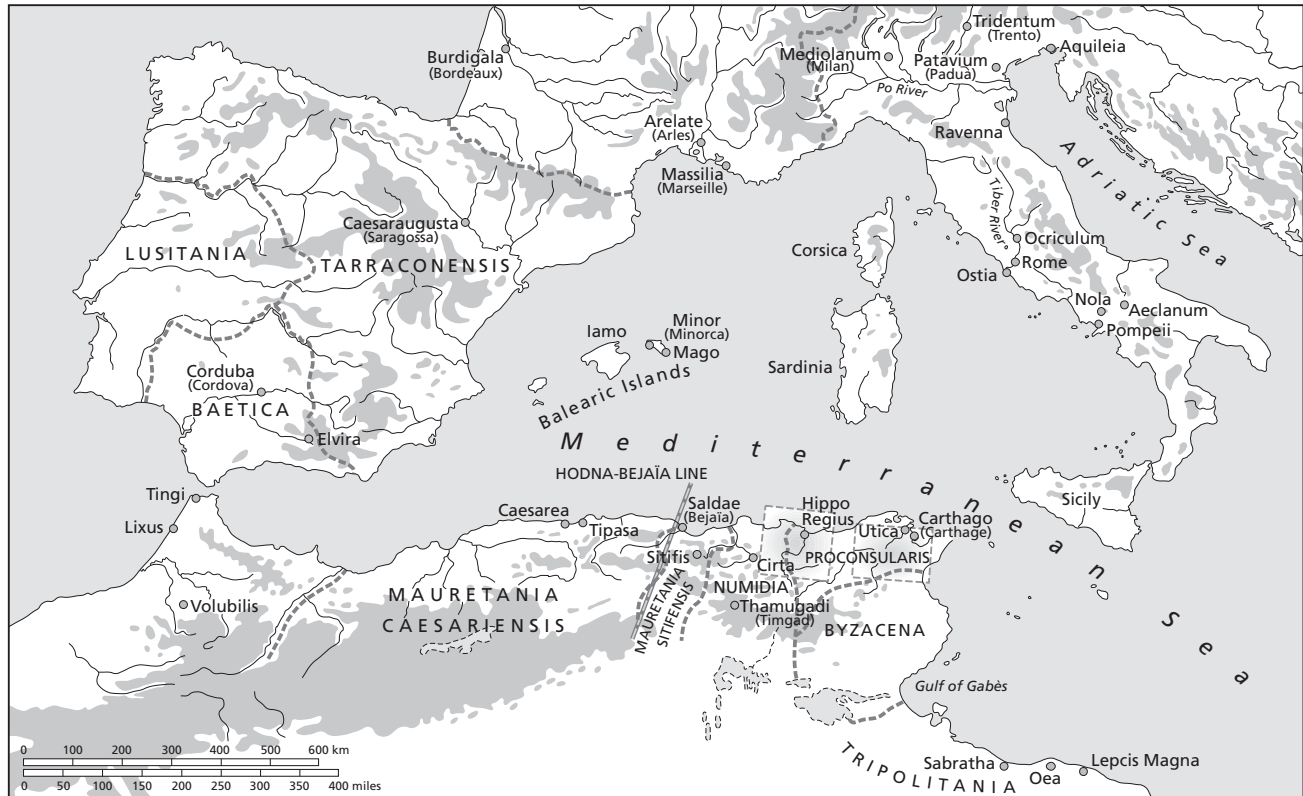 Tridentum
(Trento)
Burdigala
(Bordeaux)
Mediolanum
(Milan)
Patavium
(Padua)
Aquileia
Po River
Arelate
(Arles)
Ravenna
Massilia
(Marseille)
Adriatic Sea
Tiber River
Caesaraugusta
(Saragossa)
LUSITANIA
TARRACONENSIS
Corsica
Ocriculum
Rome
Ostia
Nola
Aeclanum
Pompeii
Minor
(Minorca)
Iamo
Mago
Balearic Islands
Sardinia
Corduba
(Cordova)
BAETICA
Elvira
Mediterranean Sea
HODNA-BEJAÏA LINE
Sicily
Tingi
Lixus
Caesarea
Tipasa
Saldae
(Bejaïa)
Hippo
Regius
Utica
Carthago
(Carthage)
Sitifis
Cirta
PROCONSULARIS
MAURETANIA
CAESARIENSIS
MAURETANIA
SITIFENSIS
NUMIDIA
Volubilis
Thamugadi
(Timgad)
BYZACENA
Gulf of Gabès
TRIPOLITANIA
Sabratha
Oea
Lepcis Magna
0 100 200 300 400 500 600 km
0 50 100 150 200 250 300 350 400 miles